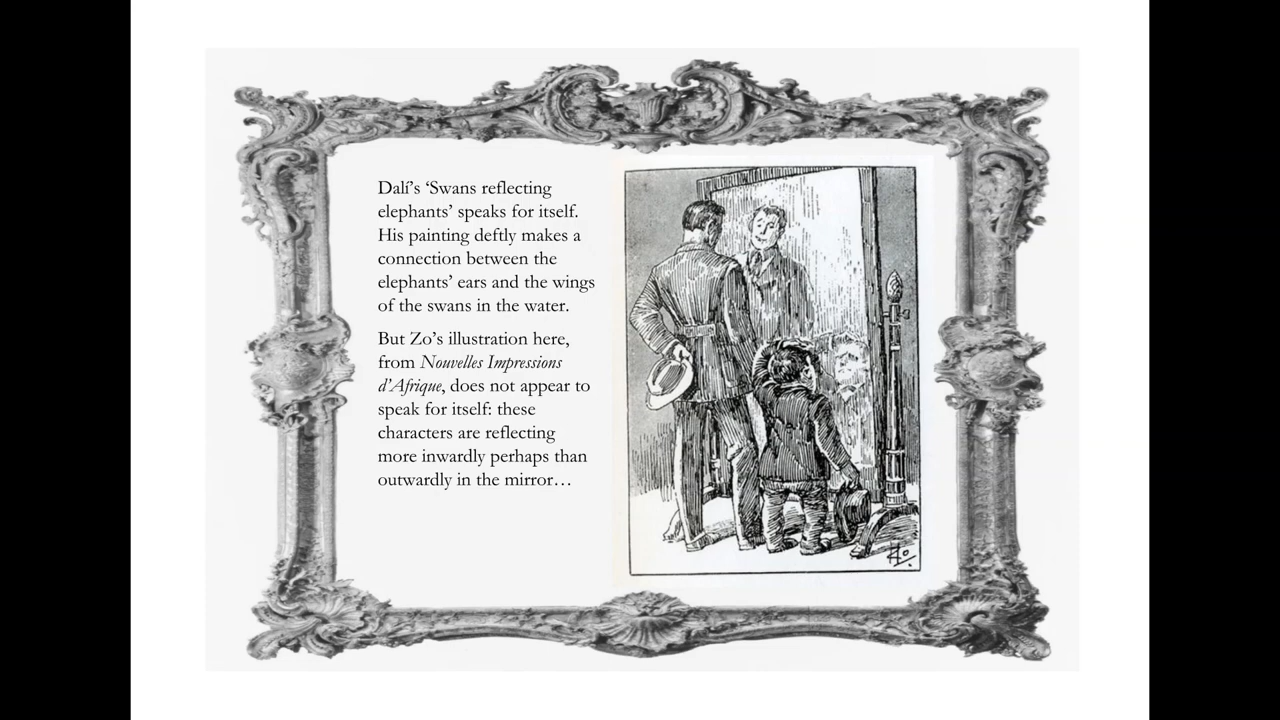 Dalí’s ‘Swans reflecting
elephants’ speaks for itself.
His painting deftly makes a
connection between the
elephants’ ears and the wings
of the swans in the water.
But Zo’s illustration here,
from Nouvelles Impressions
d’Afrique, does not appear to
speak for itself: these
characters are reflecting
more inwardly perhaps than
outwardly in the mirror…